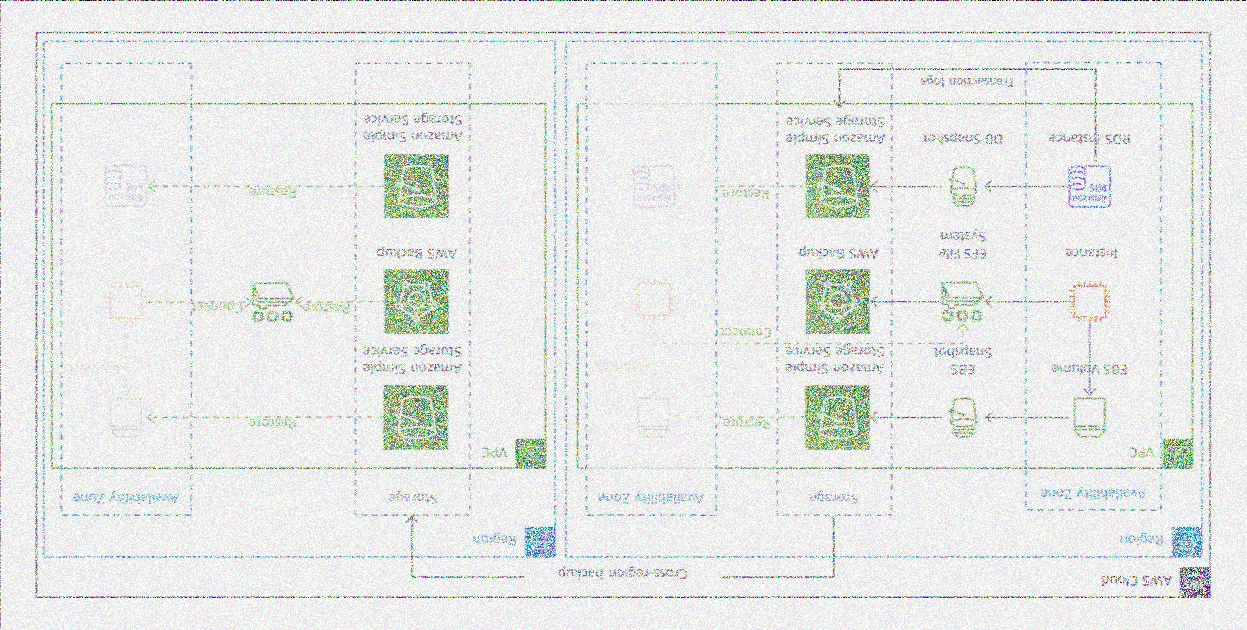 AWS Cloud
Cross-region backup
Region
Region
Availability Zone
Storage
Availability Zone
Storage
Availability Zone
VPC
VPC
Restore
Restore
EBS Volume
EBS
Snapshot
Amazon Simple
Storage Service
Amazon Simple
Storage Service
Connect
Restore
Connect
Instance
EFS File
System
AWS Backup
AWS Backup
Amazon
RDS
Restore
Restore
RDS Instance
DB Snapshot
Amazon Simple
Storage Service
Amazon Simple
Storage Service
Transaction logs